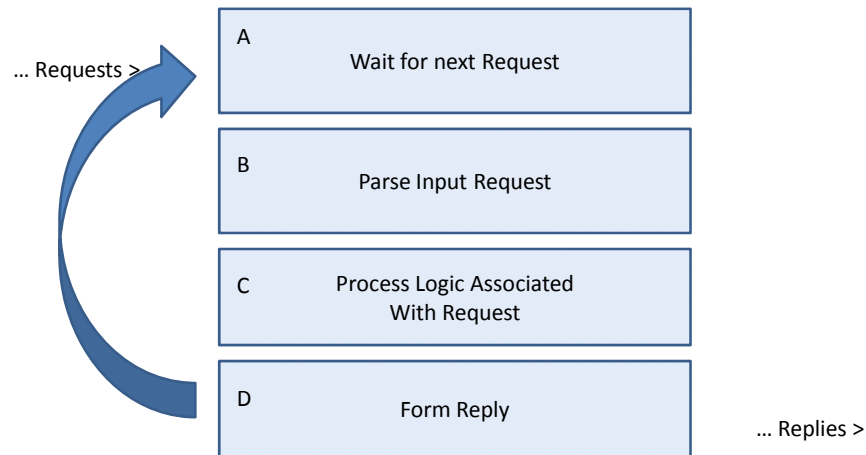 A
Wait for next Request
... Requests >
B
Parse Input Request
C
Process Logic Associated
With Request
D
Form Reply
... Replies >